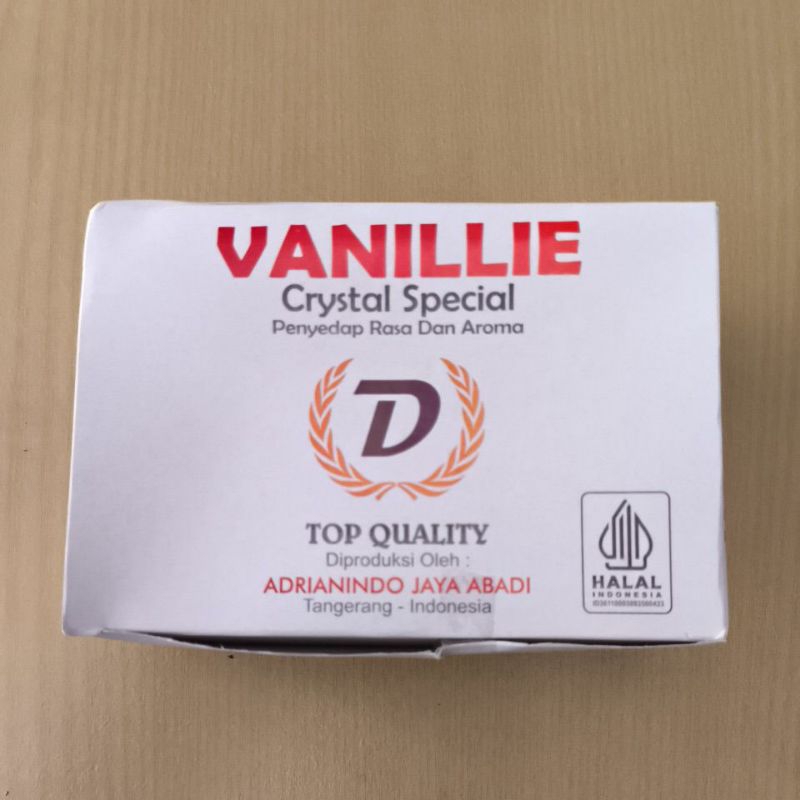 VANILLIE
Crystal Special
Penyedap Rasa Dan Aroma
D
TOP QUALITY
Diproduksi Oleh :
ADRIANINDO JAYA ABADI
Tangerang - Indonesia
HALAL
INDONESIA